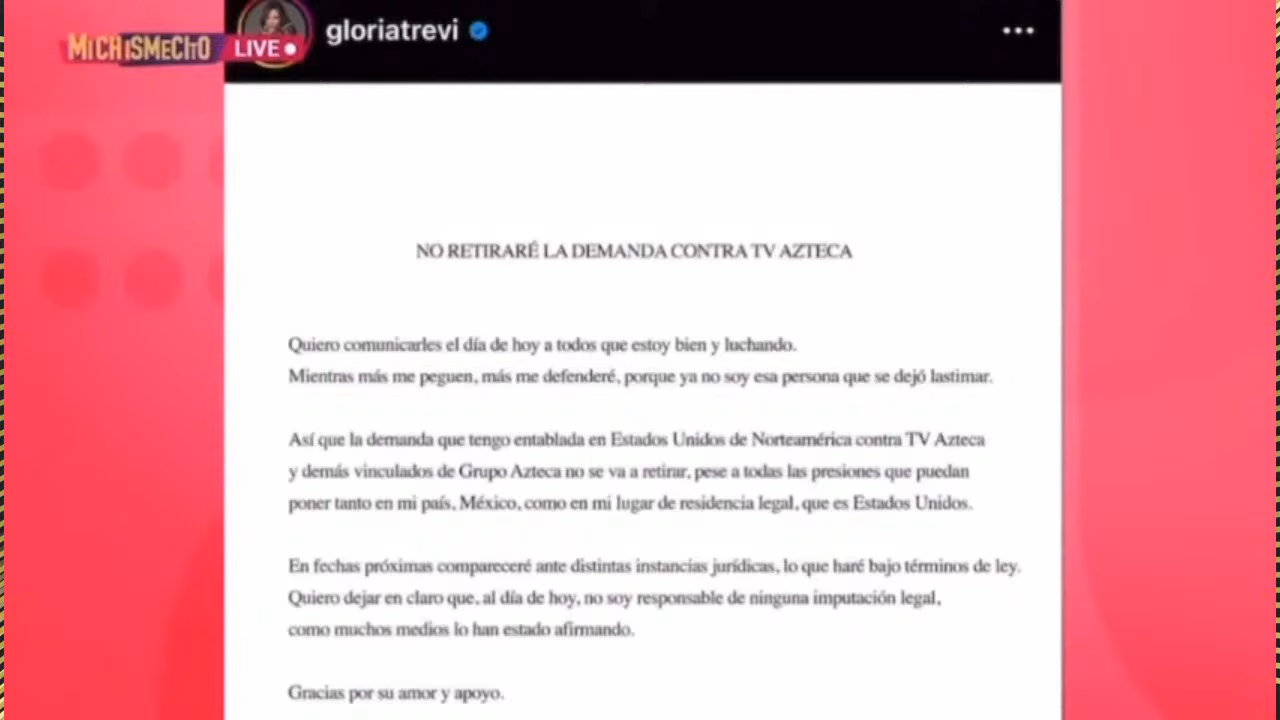 MICHISMECITO LIVE
gloriatrevi
NO RETIRARÉ LA DEMANDA CONTRA TV AZTECA
Quiero comunicarles el día de hoy a todos que estoy bien y luchando.
Mientras más me peguen, más me defenderé, porque ya no soy esa persona que se dejó lastimar.
Así que la demanda que tengo entablada en Estados Unidos de Norteamérica contra TV Azteca
y demás vinculados de Grupo Azteca no se va a retirar, pese a todas las presiones que puedan
poner tanto en mi país, México, como en mi lugar de residencia legal, que es Estados Unidos.
En fechas próximas compareceré ante distintas instancias jurídicas, lo que haré bajo términos de ley.
Quiero dejar en claro que, al día de hoy, no soy responsable de ninguna imputación legal,
como muchos medios lo han estado afirmando.
Gracias por su amor y apoyo.